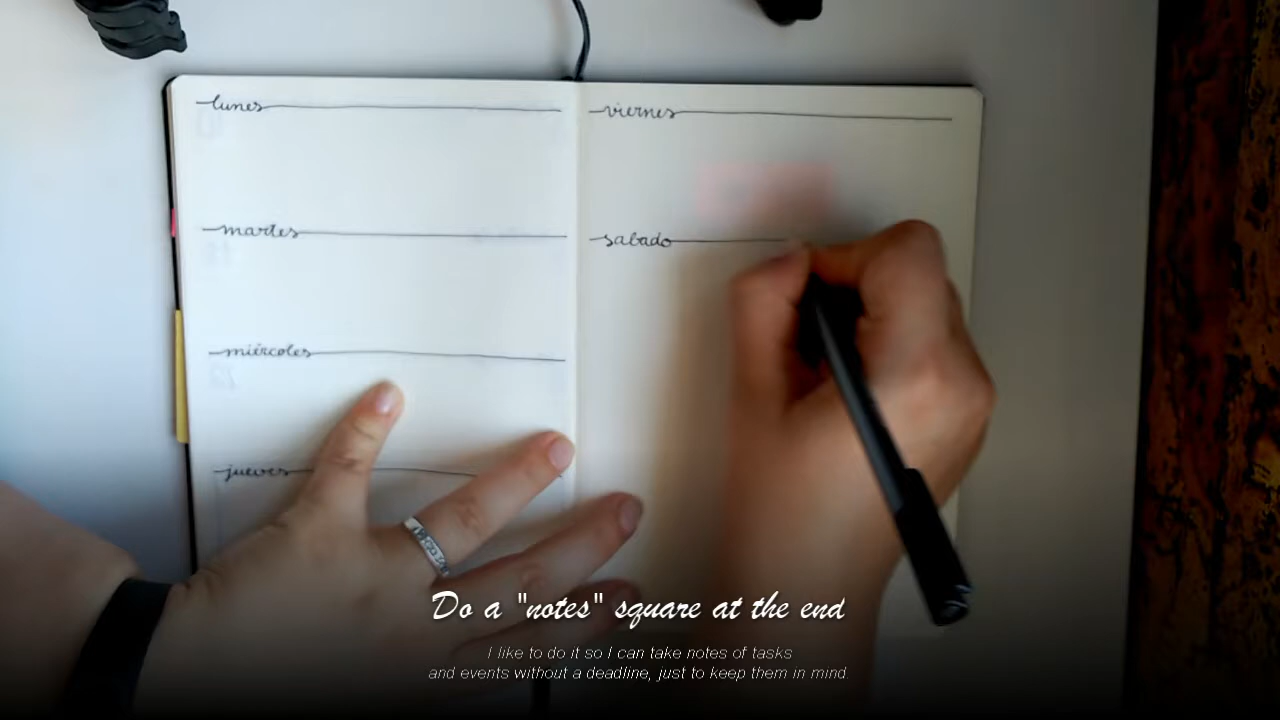 lunes
martes
miércoles
jueves
viernes
sabado
Do a "notes" square at the end
I like to do it so I can take notes of tasks
and events without a deadline, just to keep them in mind.